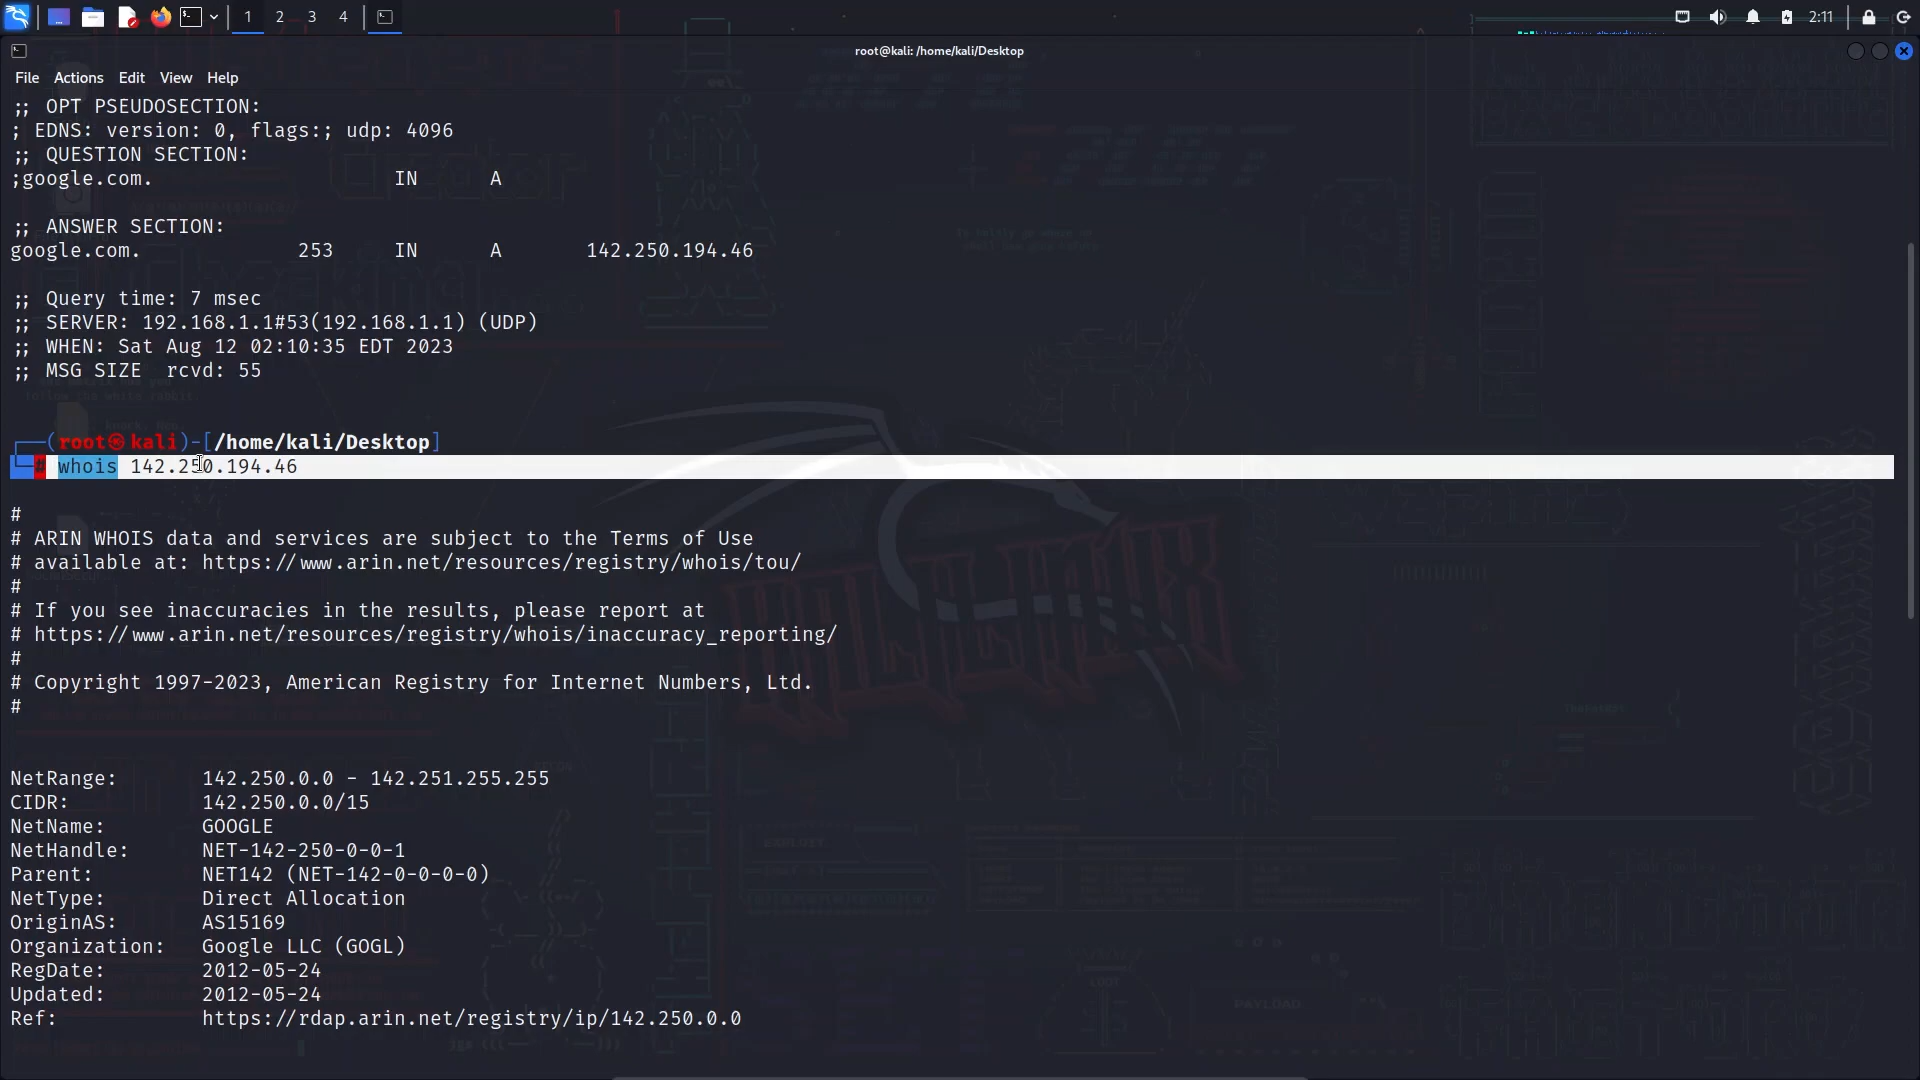 1 2 3 4 2:11
root@kali: /home/kali/Desktop
File Actions Edit View Help
;; OPT PSEUDOSECTION:
; EDNS: version: 0, flags:; udp: 4096
;; QUESTION SECTION:
;google.com. IN A
;; ANSWER SECTION:
google.com. 253 IN A 142.250.194.46
;; Query time: 7 msec
;; SERVER: 192.168.1.1#53(192.168.1.1) (UDP)
;; WHEN: Sat Aug 12 02:10:35 EDT 2023
;; MSG SIZE rcvd: 55
┌──(root㉿kali)-[/home/kali/Desktop]
└─# whois 142.250.194.46
#
# ARIN WHOIS data and services are subject to the Terms of Use
# available at: https://www.arin.net/resources/registry/whois/tou/
#
# If you see inaccuracies in the results, please report at
# https://www.arin.net/resources/registry/whois/inaccuracy_reporting/
#
# Copyright 1997-2023, American Registry for Internet Numbers, Ltd.
#
NetRange: 142.250.0.0 - 142.251.255.255
CIDR: 142.250.0.0/15
NetName: GOOGLE
NetHandle: NET-142-250-0-0-1
Parent: NET142 (NET-142-0-0-0-0)
NetType: Direct Allocation
OriginAS: AS15169
Organization: Google LLC (GOGL)
RegDate: 2012-05-24
Updated: 2012-05-24
Ref: https://rdap.arin.net/registry/ip/142.250.0.0